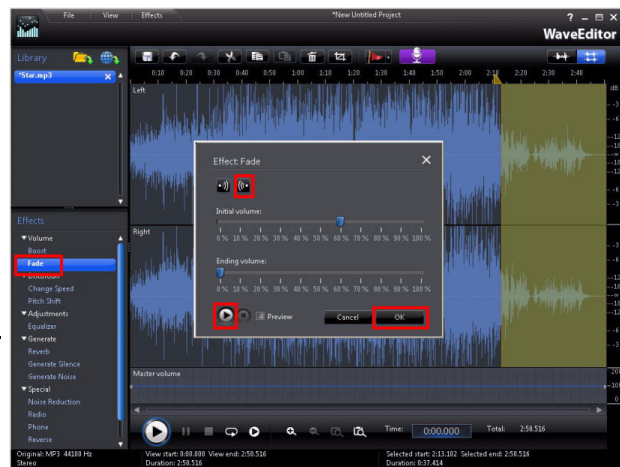 File View Effects *New Untitled Project
WaveEditor
Library
*Star.mp3
0:10 0:20 0:30 0:40 0:50 1:00 1:10 1:20 1:30 1:40 1:50 2:00 2:10 2:20 2:30 2:40
Left
dB
Effect: Fade
Initial volume:
0% 10% 20% 30% 40% 50% 60% 70% 80% 90% 100%
Ending volume:
0% 10% 20% 30% 40% 50% 60% 70% 80% 90% 100%
Preview Cancel OK
Right
Effects
Volume
Boost
Fade
Distortion
Change Speed
Pitch Shift
Adjustments
Equalizer
Generate
Reverb
Generate Silence
Generate Noise
Special
Noise Reduction
Radio
Phone
Reverse
Master volume
Time: 0:00.000 Total: 2:50.516
Original: MP3 44100 Hz
Stereo
View start: 0:00.000 View end: 2:50.516
Duration: 2:50.516
Selected start: 2:13.102 Selected end: 2:50.516
Duration: 0:37.414